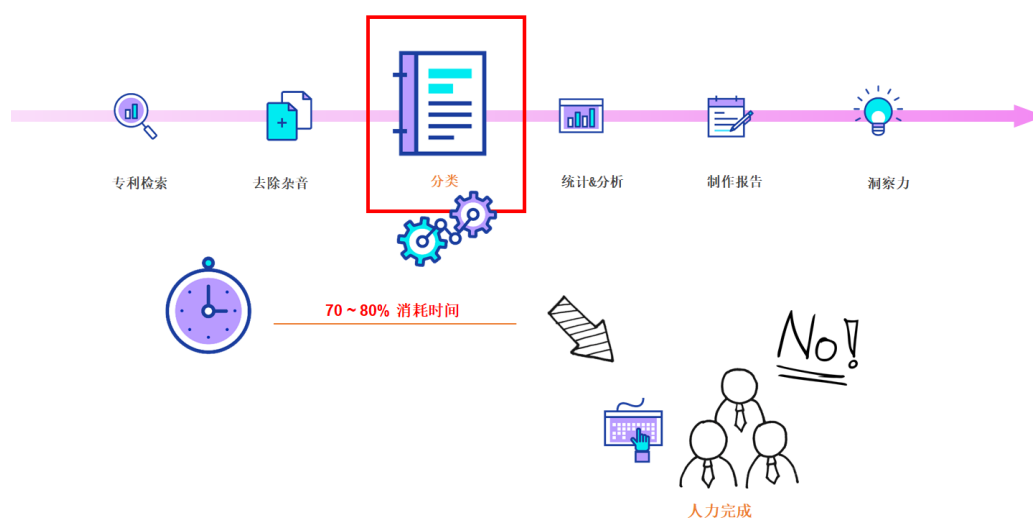 专利检索
去除杂音
分类
统计&分析
制作报告
洞察力
70 ~ 80% 消耗时间
No!
人力完成